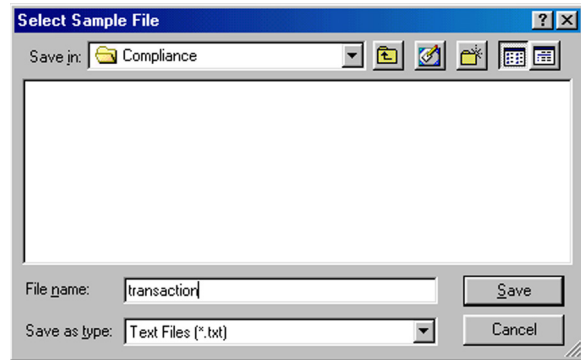 Select Sample File
Save in: Compliance
File name: transaction Save
Save as type: Text Files (*.txt) Cancel